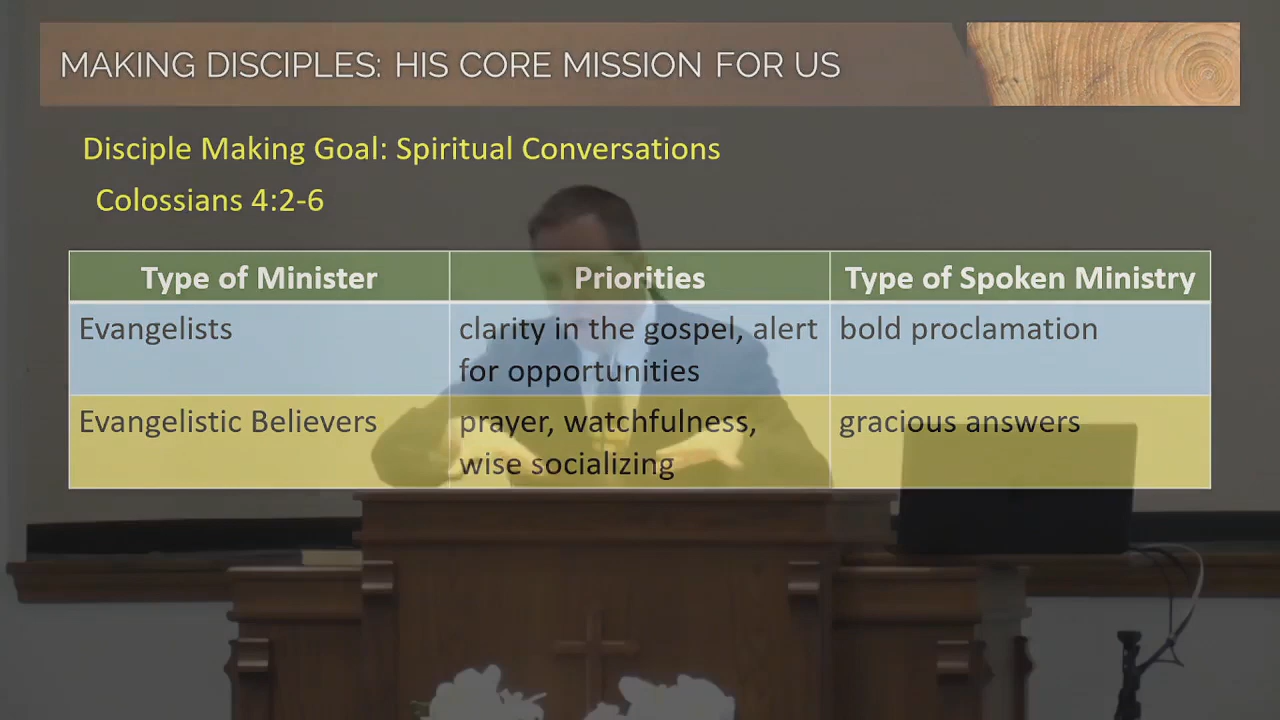 MAKING DISCIPLES: HIS CORE MISSION FOR US
Disciple Making Goal: Spiritual Conversations
Colossians 4:2-6
Type of Minister Priorities Type of Spoken Ministry
Evangelists clarity in the gospel, alert bold proclamation
for opportunities
Evangelistic Believers prayer, watchfulness, gracious answers
wise socializing